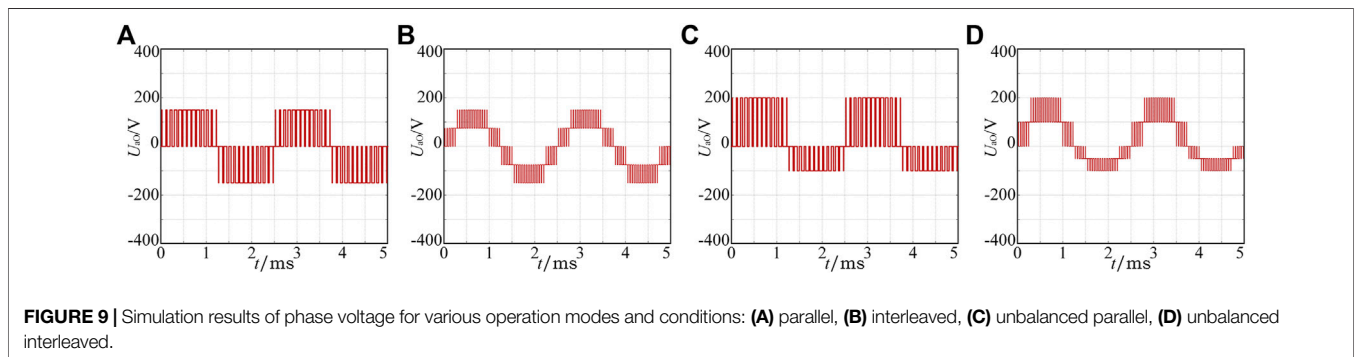 A
B
C
D
400
200
0
-200
-400
U_aO/V
0 1 2 3 4 5
t/ms
400
200
0
-200
-400
U_aO/V
0 1 2 3 4 5
t/ms
400
200
0
-200
-400
U_aO/V
0 1 2 3 4 5
t/ms
400
200
0
-200
-400
U_aO/V
0 1 2 3 4 5
t/ms
FIGURE 9 | Simulation results of phase voltage for various operation modes and conditions: (A) parallel, (B) interleaved, (C) unbalanced parallel, (D) unbalanced
interleaved.